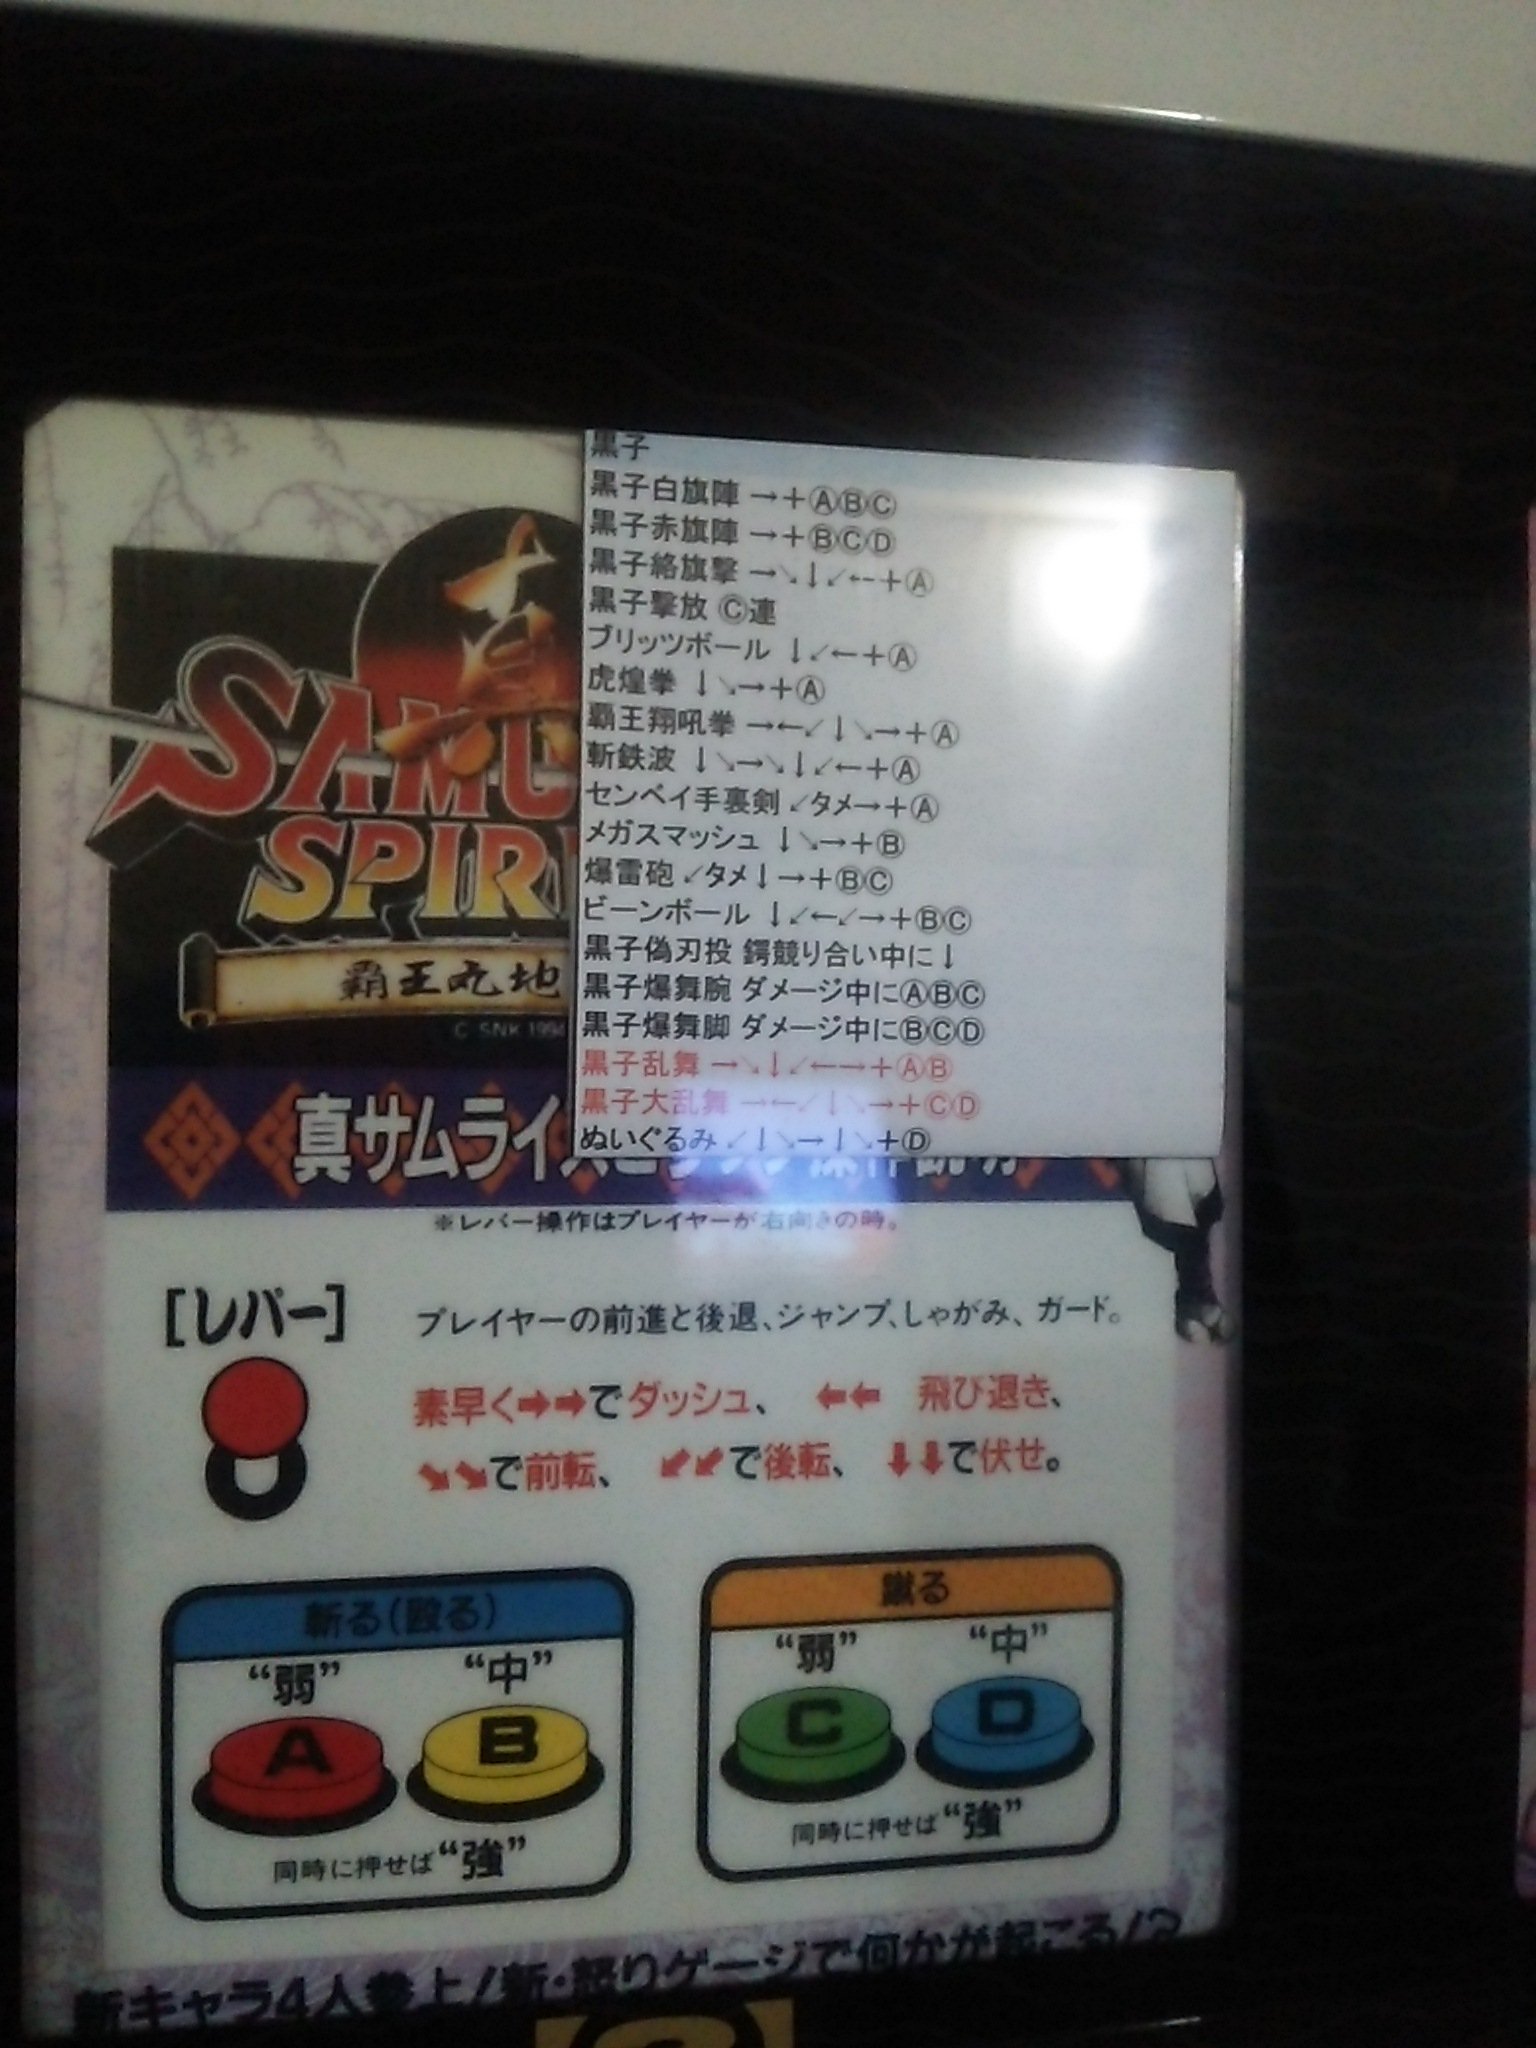 黒子
黒子白旗陣 →+ⒶⒷⒸ
黒子赤旗陣 →+ⒷⒸⒹ
黒子絡旗撃 →↘↓↙←+Ⓐ
黒子撃放 Ⓒ連
ブリッツボール ↓↙←+Ⓐ
虎煌拳 ↓↘→+Ⓐ
覇王翔吼拳 →←↙↓↘→+Ⓐ
斬鉄波 ↓↘→↘↓↙←+Ⓐ
センベイ手裏剣 ↙タメ→+Ⓐ
メガスマッシュ ↓↘→+Ⓑ
爆雷砲 ↙タメ↓→+ⒷⒸ
ビーンボール ↓↙←↙→+ⒷⒸ
黒子偽刃投 鍔競り合い中に↓
黒子爆舞腕 ダメージ中にⒶⒷⒸ
黒子爆舞脚 ダメージ中にⒷⒸⒹ
黒子乱舞 →↘↓↙←→+ⒶⒷ
黒子大乱舞 →←↙↓↘→+ⒸⒹ
ぬいぐるみ ↙↓↘→↓↘+Ⓓ
真
SAMU
SPIRI
覇王丸地
© SNK 1994
真サムライス
※レバー操作はプレイヤーが右向きの時。
[レバー]
プレイヤーの前進と後退、ジャンプ、しゃがみ、ガード。
素早く➡➡でダッシュ、 ⬅⬅ 飛び退き、
⬊⬊で前転、 ⬋⬋で後転、 ⬇⬇で伏せ。
斬る(殴る)
“弱” “中”
A B
同時に押せば“強”
蹴る
“弱” “中”
C D
同時に押せば“強”
新キャラ4人参上!新・怒りゲージで何かが起こる!?